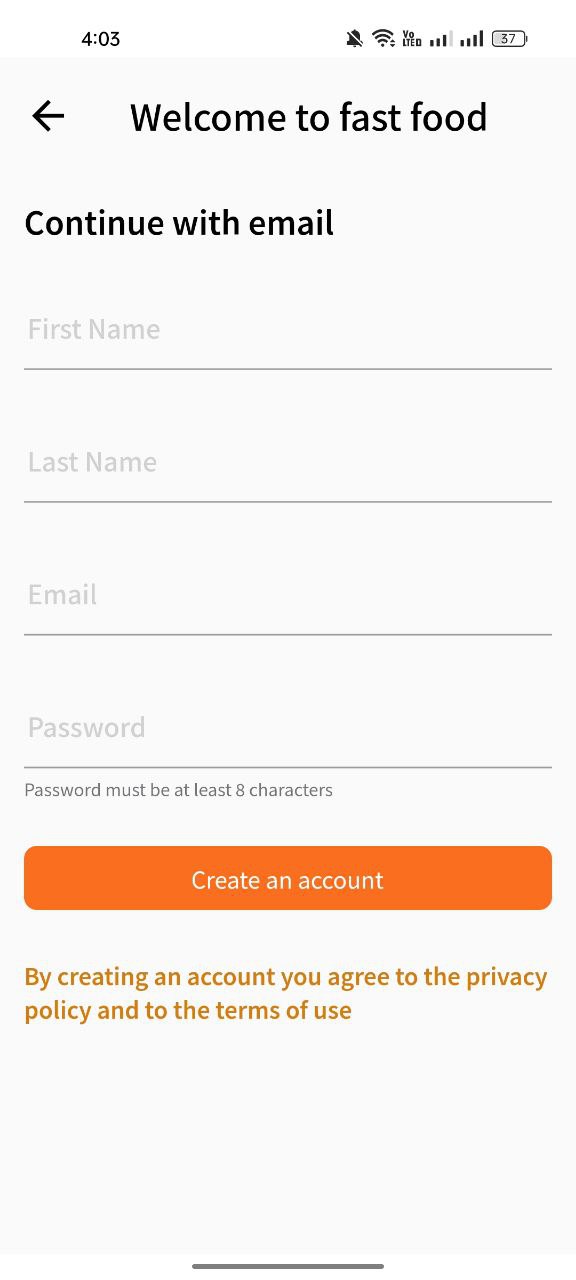 4:03
Vo
LTED
37
Welcome to fast food
Continue with email
First Name
Last Name
Email
Password
Password must be at least 8 characters
Create an account
By creating an account you agree to the privacy
policy and to the terms of use